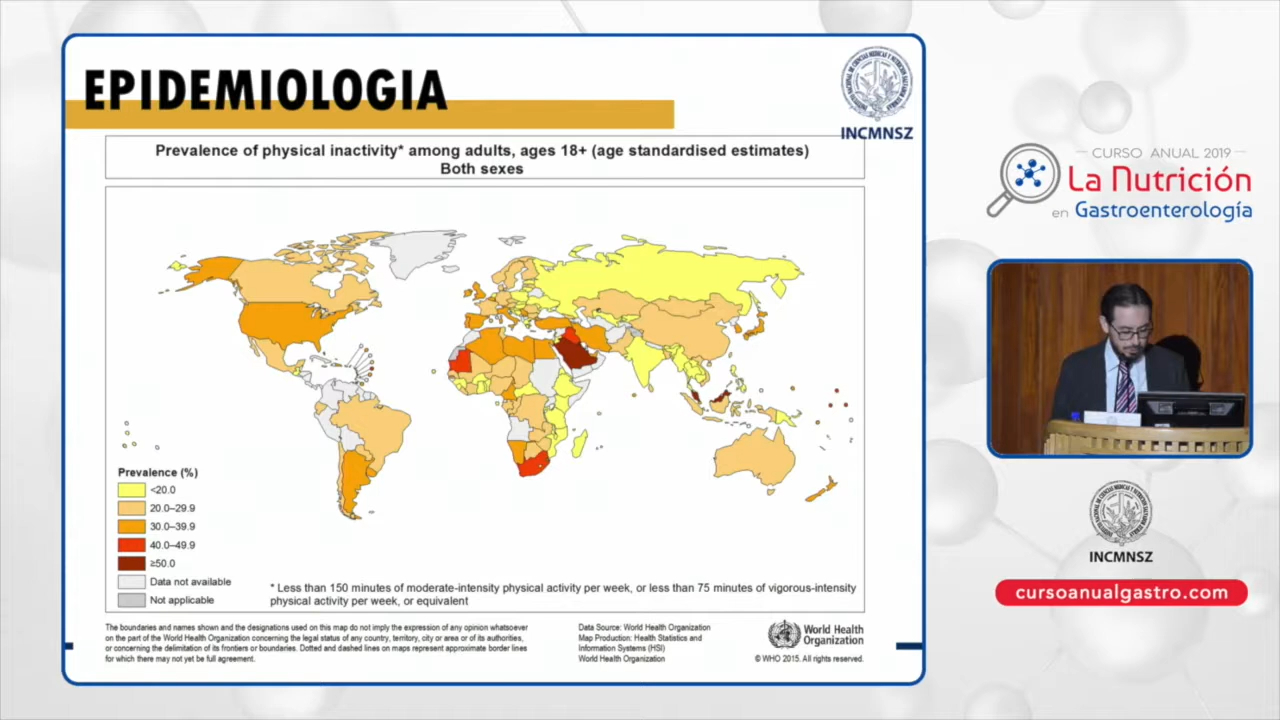 EPIDEMIOLOGIA
INCMNSZ
Prevalence of physical inactivity* among adults, ages 18+ (age standardised estimates)
Both sexes
Prevalence (%)
<20.0
20.0–29.9
30.0–39.9
40.0–49.9
≥50.0
Data not available
Not applicable
* Less than 150 minutes of moderate-intensity physical activity per week, or less than 75 minutes of vigorous-intensity
physical activity per week, or equivalent
The boundaries and names shown and the designations used on this map do not imply the expression of any opinion whatsoever
on the part of the World Health Organization concerning the legal status of any country, territory, city or area or of its authorities,
or concerning the delimitation of its frontiers or boundaries. Dotted and dashed lines on maps represent approximate border lines
for which there may not yet be full agreement.
Data Source: World Health Organization
Map Production: Health Statistics and
Information Systems (HSI)
World Health Organization
World Health
Organization
© WHO 2015. All rights reserved.
CURSO ANUAL 2019
La Nutrición
en Gastroenterología
INCMNSZ
cursoanualgastro.com